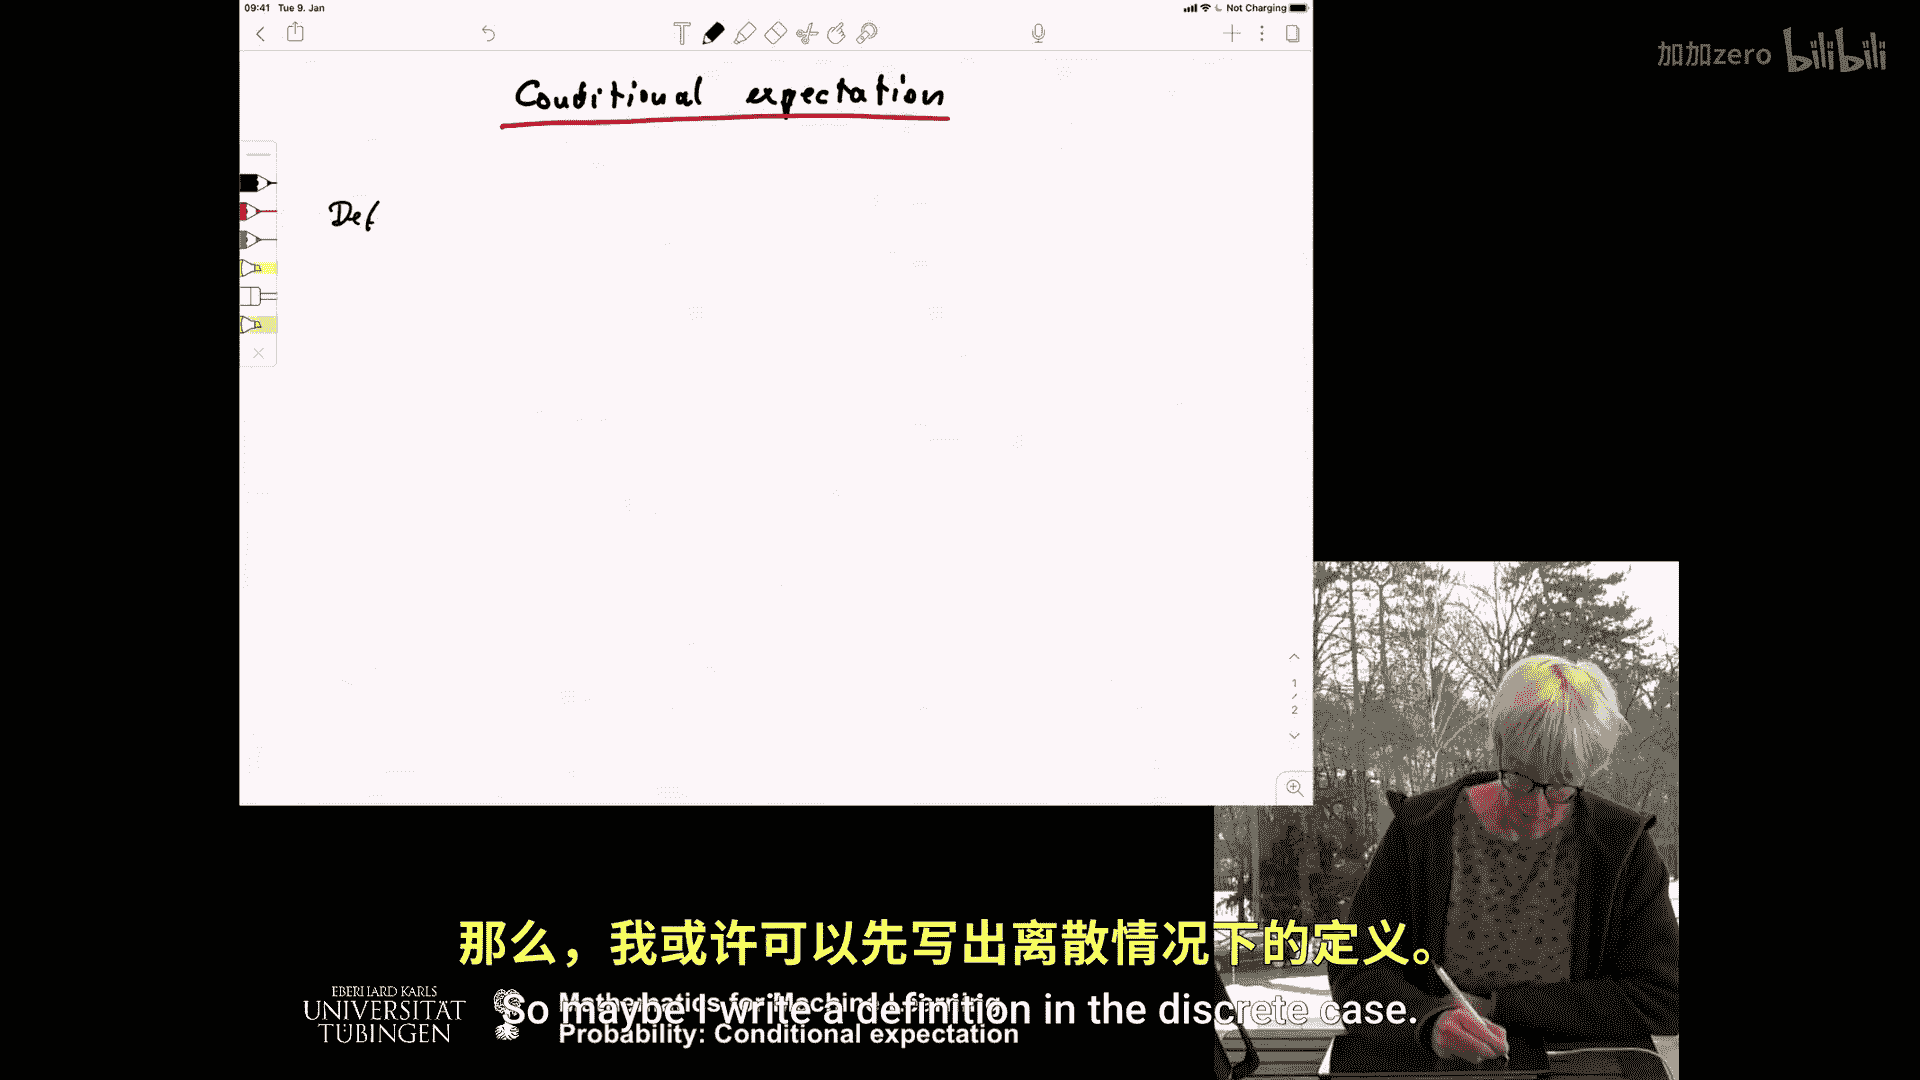 09:41 Tue 9. Jan
Not Charging
加加zero bilibili
Conditional expectation
Def
1
2
那么，我或许可以先写出离散情况下的定义。
So maybe I write a definition in the discrete case.
EBERHARD KARLS
UNIVERSITÄT
TÜBINGEN
Mathematics for Machine Learning
Probability: Conditional expectation